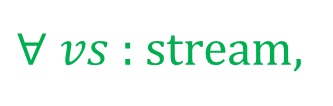 ∀ vs : stream,